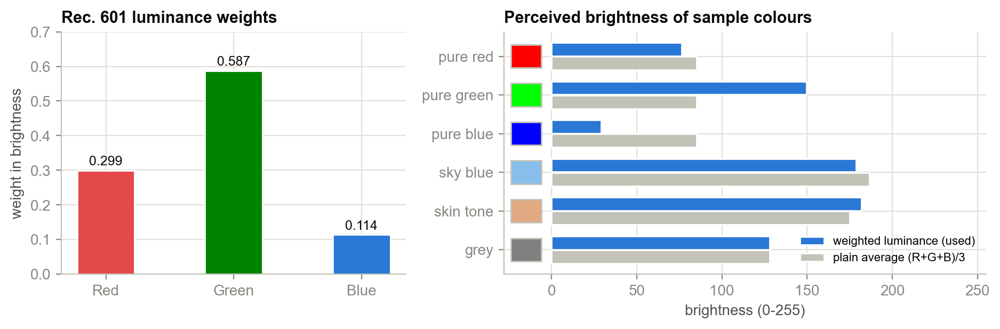 Rec. 601 luminance weights
weight in brightness
0.7
0.6
0.5
0.4
0.3
0.2
0.1
0.0
0.299
0.587
0.114
Red
Green
Blue
Perceived brightness of sample colours
pure red
pure green
pure blue
sky blue
skin tone
grey
weighted luminance (used)
plain average (R+G+B)/3
0
50
100
150
200
250
brightness (0-255)